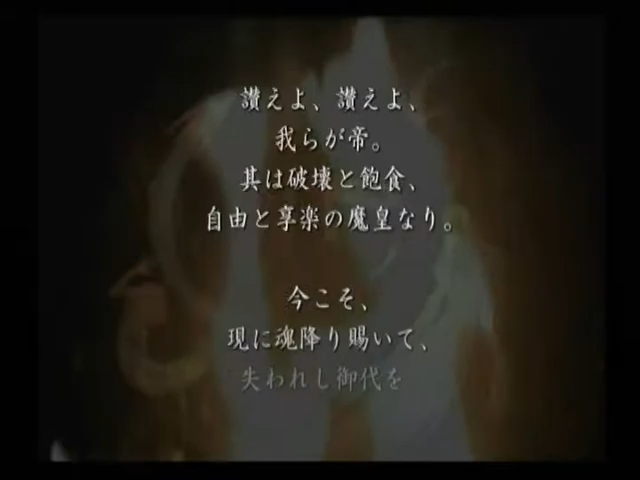 讃えよ、讃えよ、
我らが帝。
其は破壊と飽食、
自由と享楽の魔皇なり。
今こそ、
現に魂降り賜いて、
失われし御代を